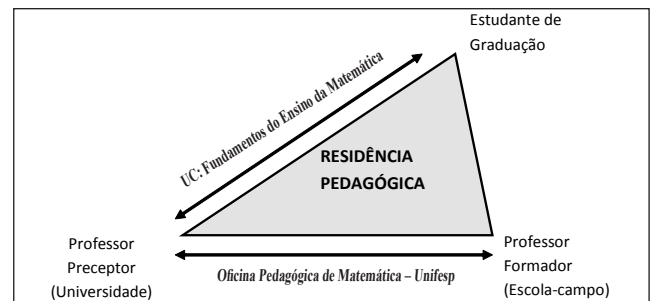 Estudante de
Graduação
UC: Fundamentos do Ensino da Matemática
RESIDÊNCIA
PEDAGÓGICA
Professor
Preceptor
(Universidade)
Oficina Pedagógica de Matemática – Unifesp
Professor
Formador
(Escola-campo)